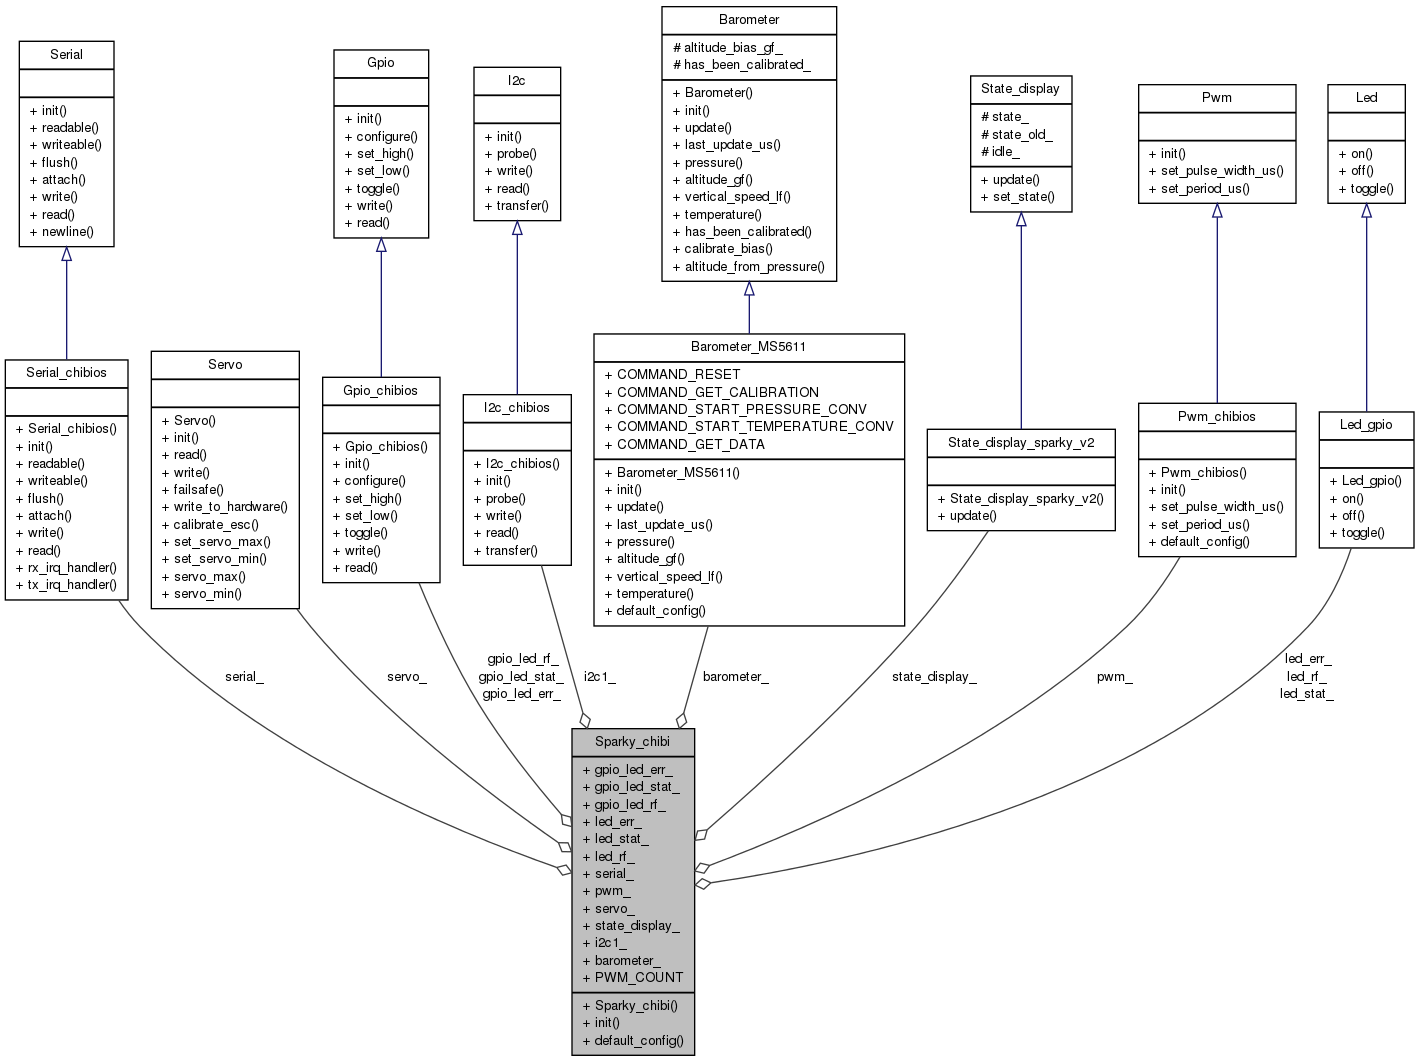 Serial
+ init()
+ readable()
+ writeable()
+ flush()
+ attach()
+ write()
+ read()
+ newline()
Gpio
+ init()
+ configure()
+ set_high()
+ set_low()
+ toggle()
+ write()
+ read()
I2c
+ init()
+ probe()
+ write()
+ read()
+ transfer()
Barometer
# altitude_bias_gf_
# has_been_calibrated_
+ Barometer()
+ init()
+ update()
+ last_update_us()
+ pressure()
+ altitude_gf()
+ vertical_speed_lf()
+ temperature()
+ has_been_calibrated()
+ calibrate_bias()
+ altitude_from_pressure()
State_display
# state_
# state_old_
# idle_
+ update()
+ set_state()
Pwm
+ init()
+ set_pulse_width_us()
+ set_period_us()
Led
+ on()
+ off()
+ toggle()
Serial_chibios
+ Serial_chibios()
+ init()
+ readable()
+ writeable()
+ flush()
+ attach()
+ write()
+ read()
+ rx_irq_handler()
+ tx_irq_handler()
Servo
+ Servo()
+ init()
+ read()
+ write()
+ failsafe()
+ write_to_hardware()
+ calibrate_esc()
+ set_servo_max()
+ set_servo_min()
+ servo_max()
+ servo_min()
Gpio_chibios
+ Gpio_chibios()
+ init()
+ configure()
+ set_high()
+ set_low()
+ toggle()
+ write()
+ read()
I2c_chibios
+ I2c_chibios()
+ init()
+ probe()
+ write()
+ read()
+ transfer()
Barometer_MS5611
+ COMMAND_RESET
+ COMMAND_GET_CALIBRATION
+ COMMAND_START_PRESSURE_CONV
+ COMMAND_START_TEMPERATURE_CONV
+ COMMAND_GET_DATA
+ Barometer_MS5611()
+ init()
+ update()
+ last_update_us()
+ pressure()
+ altitude_gf()
+ vertical_speed_lf()
+ temperature()
+ default_config()
State_display_sparky_v2
+ State_display_sparky_v2()
+ update()
Pwm_chibios
+ Pwm_chibios()
+ init()
+ set_pulse_width_us()
+ set_period_us()
+ default_config()
Led_gpio
+ Led_gpio()
+ on()
+ off()
+ toggle()
serial_
servo_
gpio_led_rf_
gpio_led_stat_
gpio_led_err_
i2c1_
barometer_
state_display_
pwm_
led_err_
led_rf_
led_stat_
Sparky_chibi
+ gpio_led_err_
+ gpio_led_stat_
+ gpio_led_rf_
+ led_err_
+ led_stat_
+ led_rf_
+ serial_
+ pwm_
+ servo_
+ state_display_
+ i2c1_
+ barometer_
+ PWM_COUNT
+ Sparky_chibi()
+ init()
+ default_config()